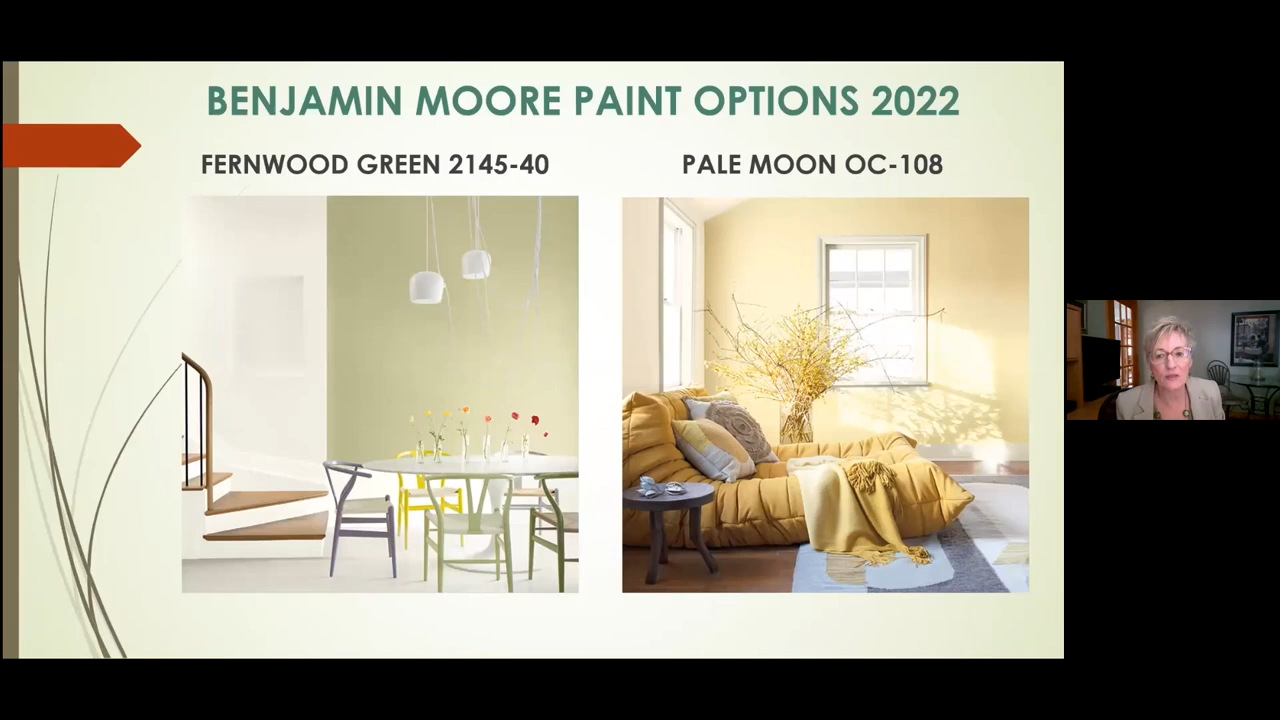 BENJAMIN MOORE PAINT OPTIONS 2022
FERNWOOD GREEN 2145-40
PALE MOON OC-108